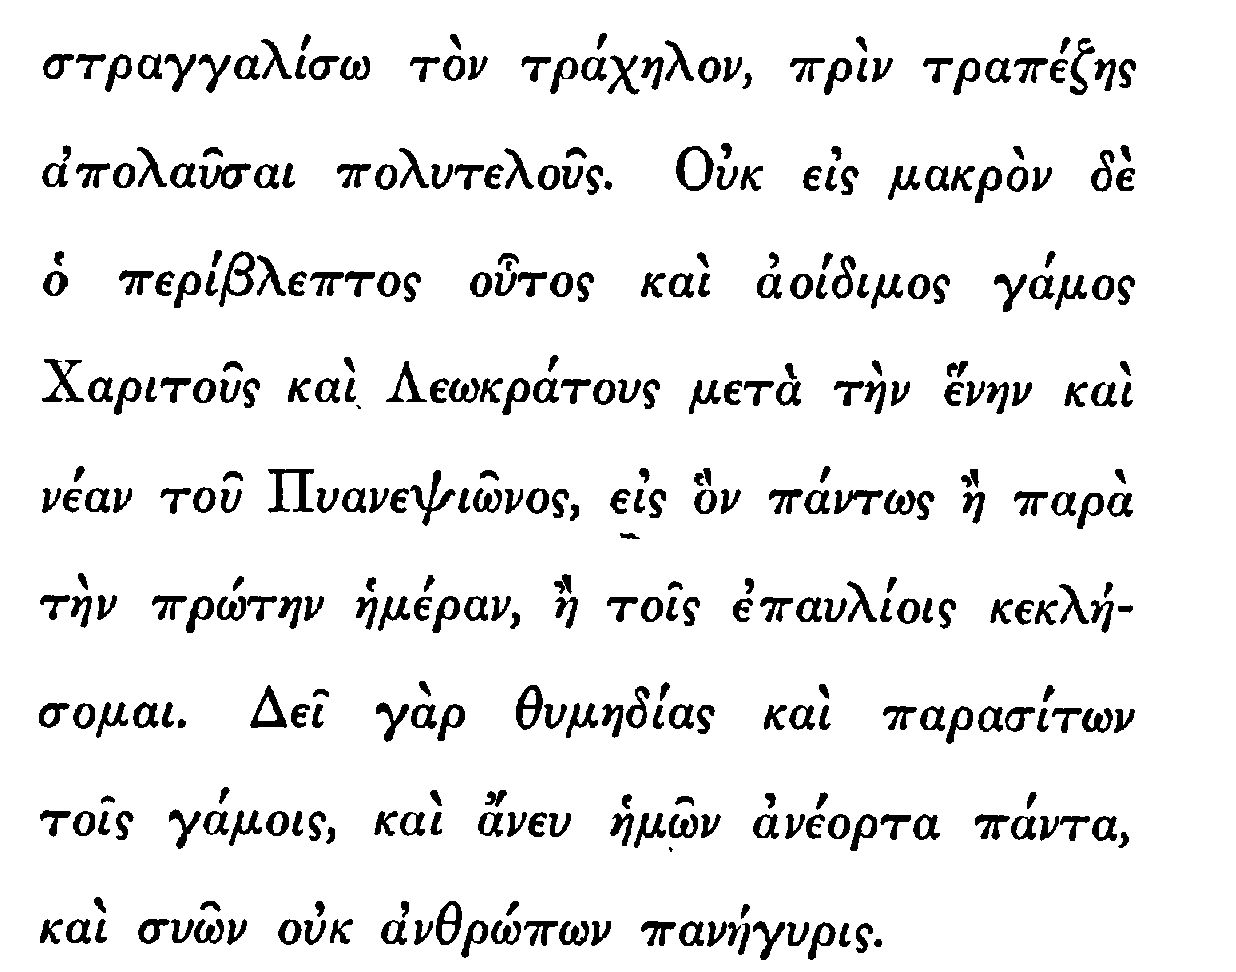 στραγγαλίσω τὸν τράχηλον, πρὶν τραπέζης
ἀπολαῦσαι πολυτελοῦς. Οὐκ εἰς μακρὸν δὲ
ὁ περίβλεπτος οὗτος καὶ ἀοίδιμος γάμος
Χαριτοῦς καὶ Λεωκράτους μετὰ τὴν ἕνην καὶ
νέαν τοῦ Πυανεψιῶνος, εἰς ὃν πάντως ἢ παρὰ
τὴν πρώτην ἡμέραν, ἢ τοῖς ἐπαυλίοις κεκλή-
σομαι. Δεῖ γὰρ θυμηδίας καὶ παρασίτων
τοῖς γάμοις, καὶ ἄνευ ἡμῶν ἀνέορτα πάντα,
καὶ συῶν οὐκ ἀνθρώπων πανήγυρις.